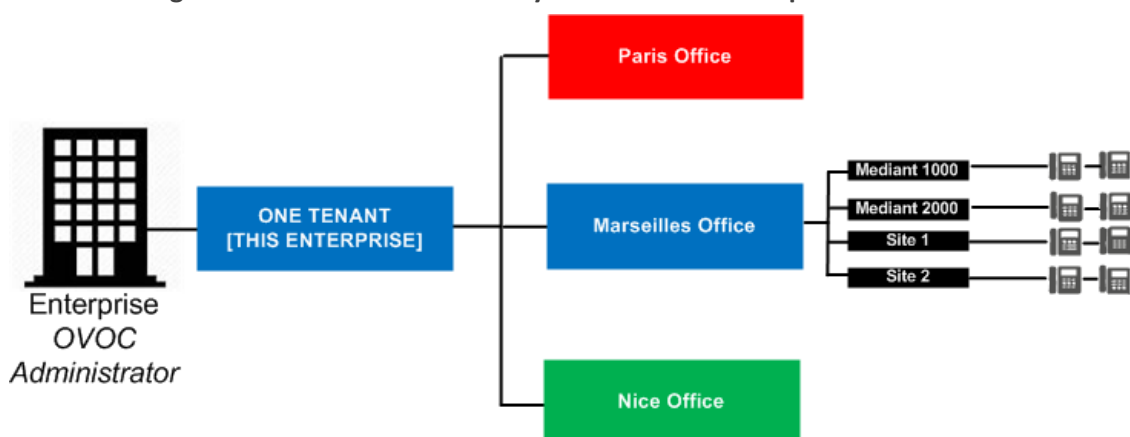 Enterprise
OVOC
Administrator
ONE TENANT
[THIS ENTERPRISE]
Paris Office
Marseilles Office
Nice Office
Mediant 1000
Mediant 2000
Site 1
Site 2